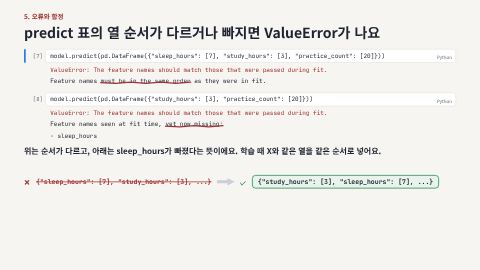 5. 오류와 함정
predict 표의 열 순서가 다르거나 빠지면 ValueError가 나요
[7] model.predict(pd.DataFrame({"sleep_hours": [7], "study_hours": [3], "practice_count": [20]}))
Python
ValueError: The feature names should match those that were passed during fit.
Feature names must be in the same order as they were in fit.
[8] model.predict(pd.DataFrame({"study_hours": [3], "practice_count": [20]}))
Python
ValueError: The feature names should match those that were passed during fit.
Feature names seen at fit time, yet now missing:
- sleep_hours
위는 순서가 다르고, 아래는 sleep_hours가 빠졌다는 뜻이에요. 학습 때 X와 같은 열을 같은 순서로 넣어요.
✗ {"sleep_hours": [7], "study_hours": [3], ...} ✓ {"study_hours": [3], "sleep_hours": [7], ...}